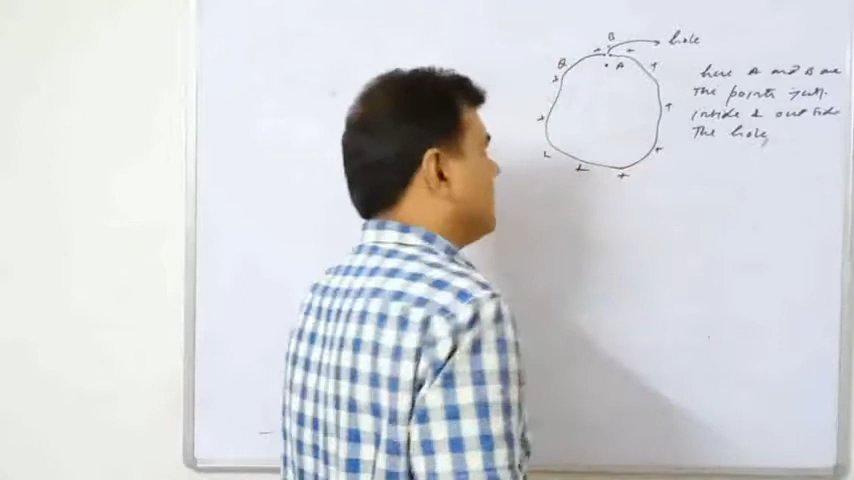 B
hole
Q
A
here A and B are
The points just
inside & out side
The hole,